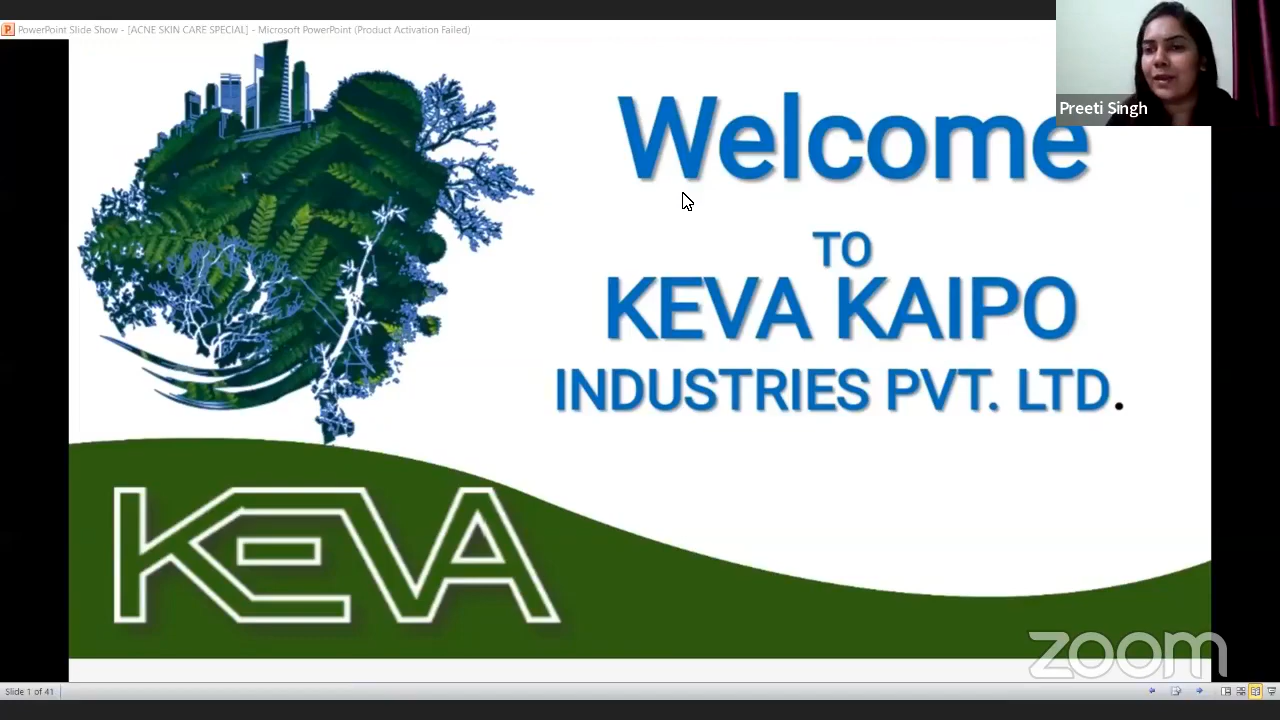 PowerPoint Slide Show - [ACNE SKIN CARE SPECIAL] - Microsoft PowerPoint (Product Activation Failed)
Preeti Singh
Welcome
TO
KEVA KAIPO
INDUSTRIES PVT. LTD.
KEVA
zoom
Slide 1 of 41